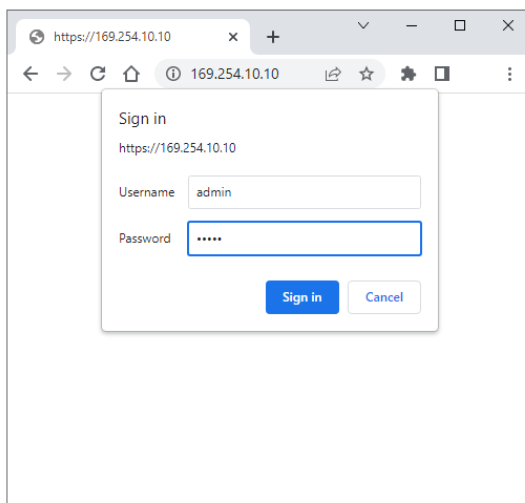 https://169.254.10.10
169.254.10.10
Sign in
https://169.254.10.10
Username admin
Password •••••
Sign in Cancel